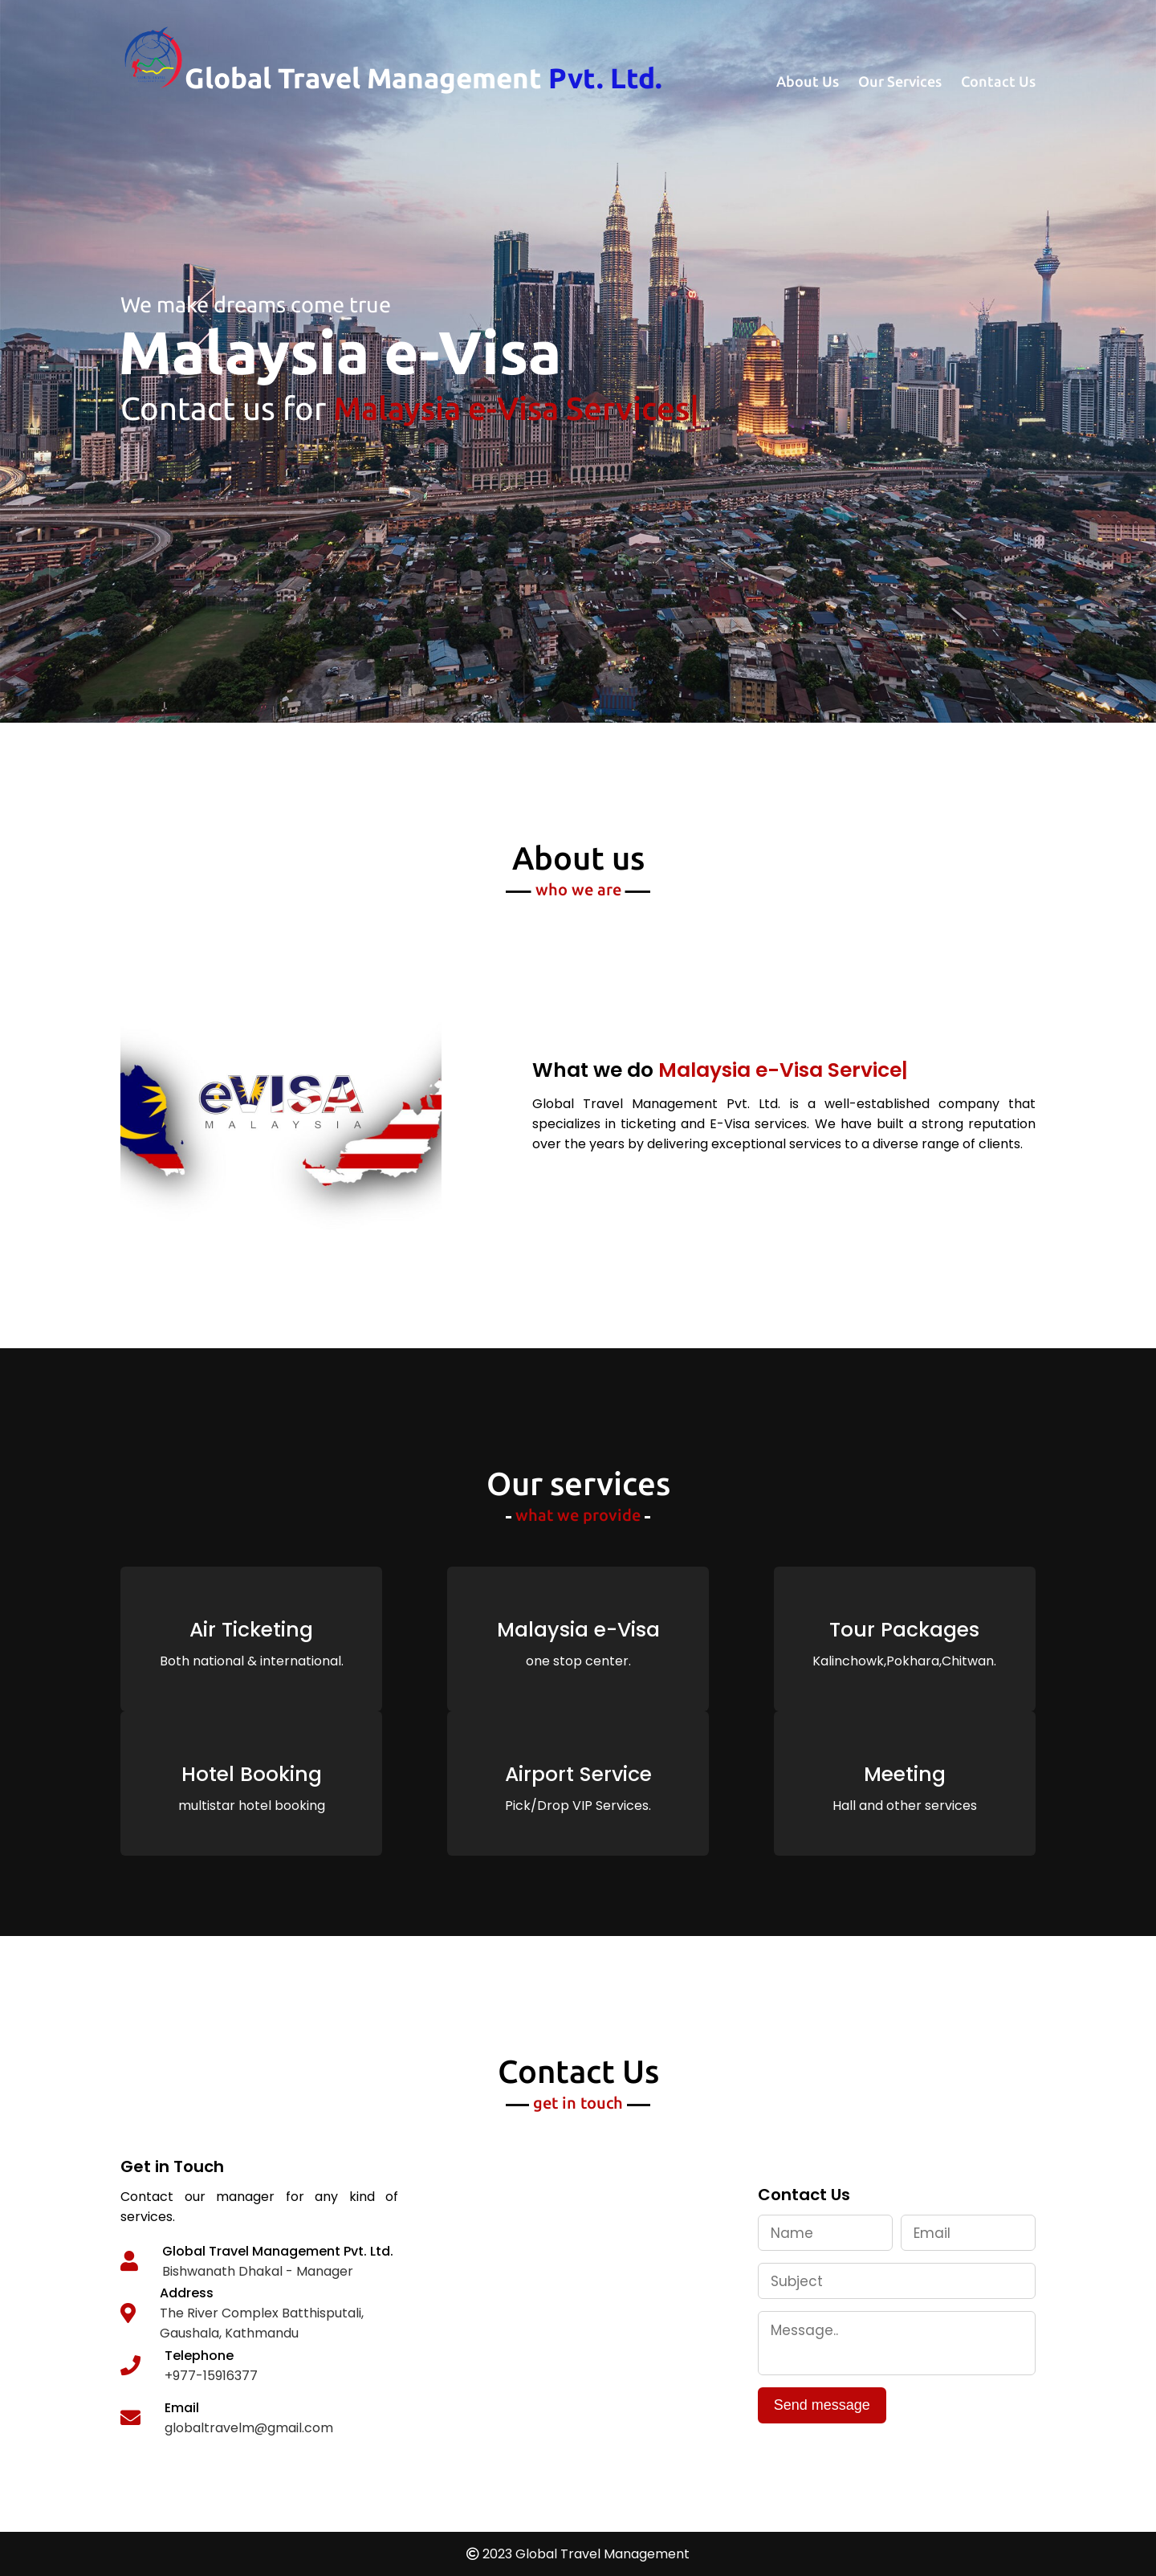 Global Travel Management Pvt. Ltd.
About Us
Our Services
Contact Us
We make dreams come true
Malaysia e-Visa
Contact us for Malaysia e-Visa Services|
About us
who we are
eVISA
MALAYSIA
What we do Malaysia e-Visa Service|
Global Travel Management Pvt. Ltd. is a well-established company that
specializes in ticketing and E-Visa services. We have built a strong reputation
over the years by delivering exceptional services to a diverse range of clients.
Our services
what we provide
Air Ticketing
Both national & international.
Malaysia e-Visa
one stop center.
Tour Packages
Kalinchowk,Pokhara,Chitwan.
Hotel Booking
multistar hotel booking
Airport Service
Pick/Drop VIP Services.
Meeting
Hall and other services
Contact Us
get in touch
Get in Touch
Contact our manager for any kind of
services.
Global Travel Management Pvt. Ltd.
Bishwanath Dhakal - Manager
Address
The River Complex Batthisputali,
Gaushala, Kathmandu
Telephone
+977-15916377
Email
globaltravelm@gmail.com
Contact Us
Name
Email
Subject
Message..
Send message
© 2023 Global Travel Management